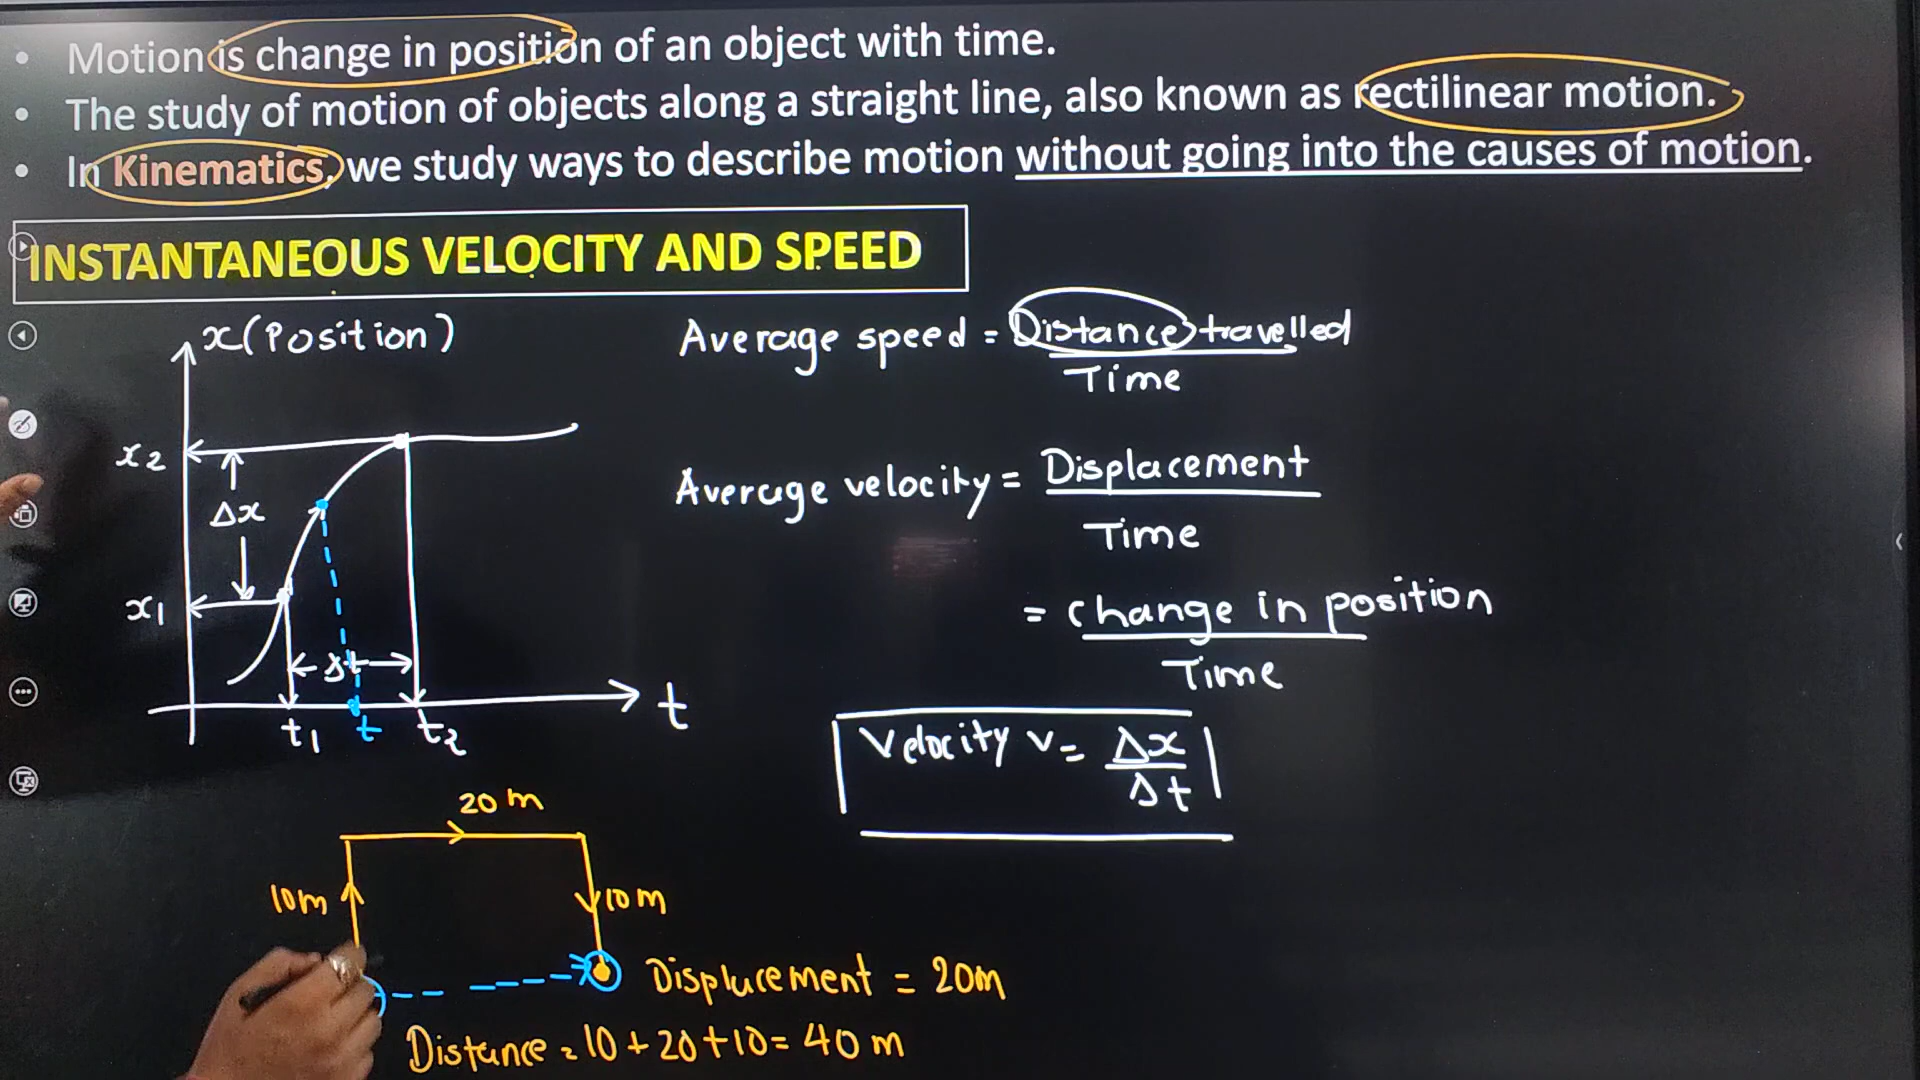 • Motion is change in position of an object with time.
• The study of motion of objects along a straight line, also known as rectilinear motion.
• In Kinematics, we study ways to describe motion without going into the causes of motion.
INSTANTANEOUS VELOCITY AND SPEED
x (Position)
x2
Δx
x1
Δt
t1
t
t2
t
Average speed = Distance travelled
Time
Average velocity = Displacement
Time
= change in position
Time
Velocity v = Δx
Δt
20 m
10m
10 m
Displacement = 20m
Distance = 10 + 20 + 10 = 40 m